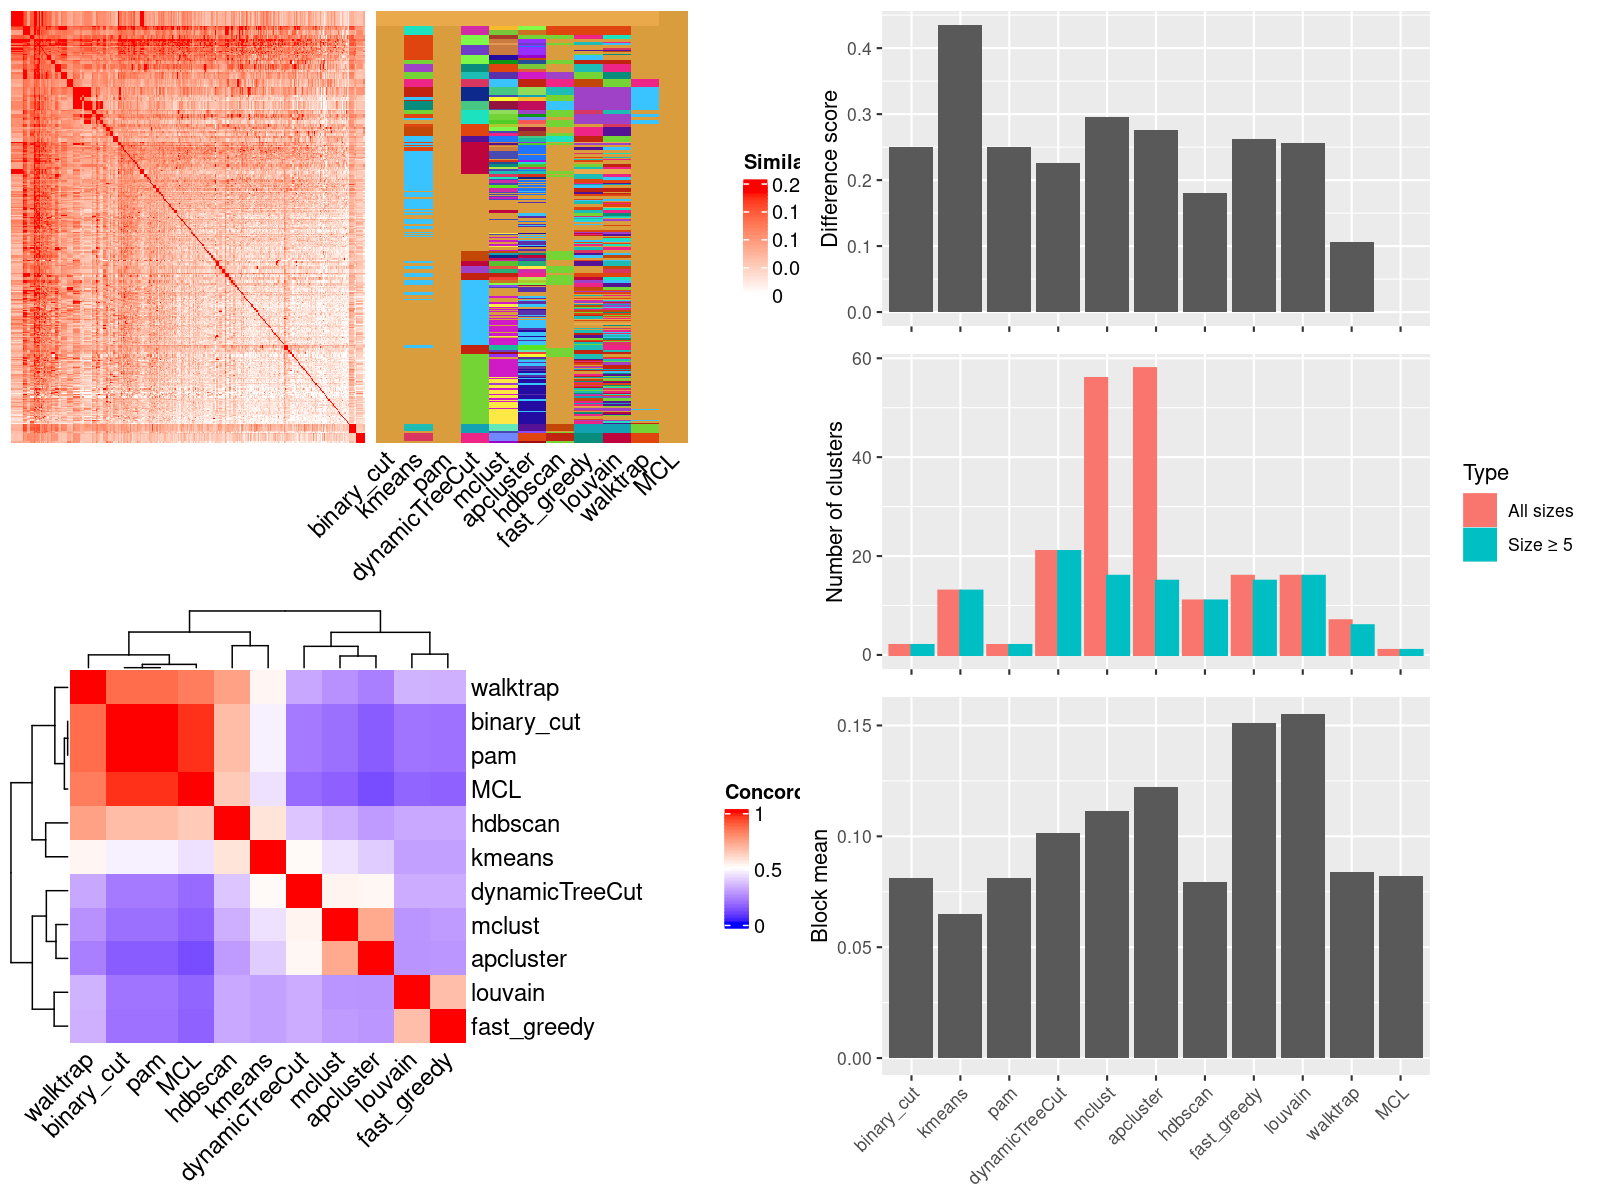 Simila
0.2
0.1
0.1
0.0
0
binary_cut
kmeans
pam
dynamicTreeCut
mclust
apcluster
hdbscan
fast_greedy
louvain
walktrap
MCL
walktrap
binary_cut
pam
MCL
hdbscan
kmeans
dynamicTreeCut
mclust
apcluster
louvain
fast_greedy
walktrap
binary_cut
pam
MCL
hdbscan
kmeans
dynamicTreeCut
mclust
apcluster
louvain
fast_greedy
Concord
1
0.5
0
Difference score
0.4
0.3
0.2
0.1
0.0
Number of clusters
60
40
20
0
Type
All sizes
Size ≥ 5
Block mean
0.15
0.10
0.05
0.00
binary_cut
kmeans
pam
dynamicTreeCut
mclust
apcluster
hdbscan
fast_greedy
louvain
walktrap
MCL